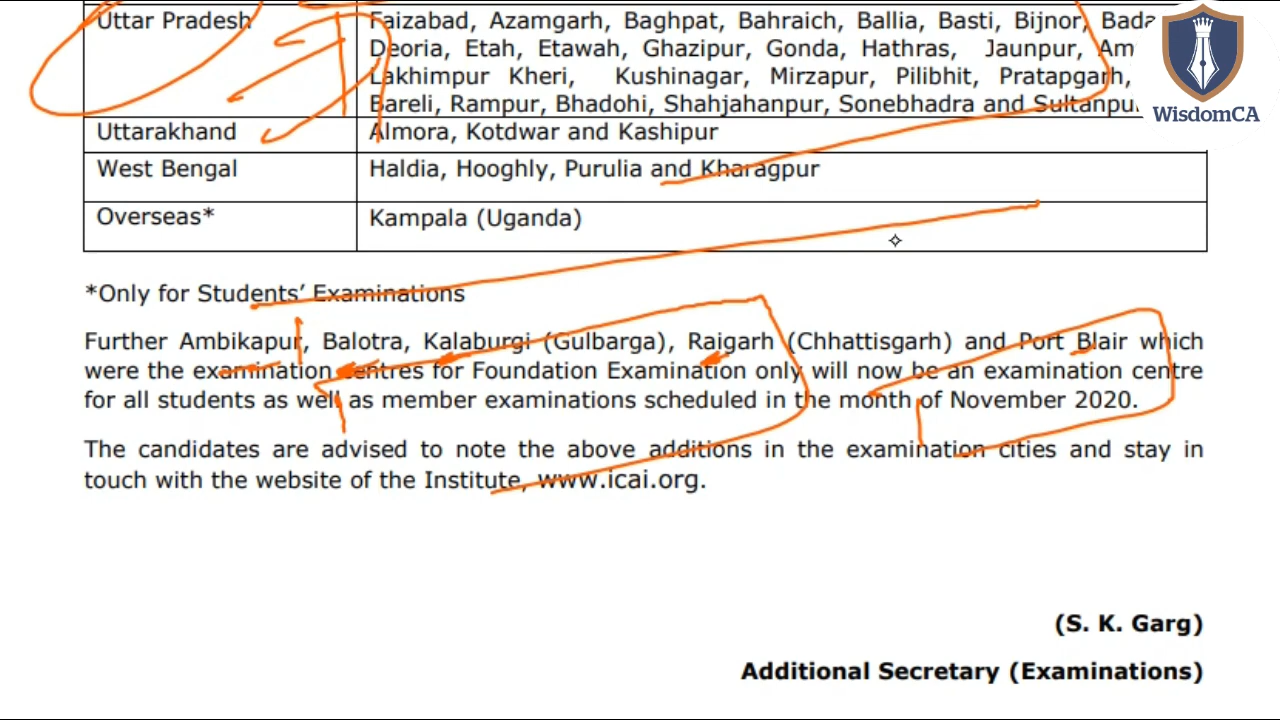 Uttar Pradesh
Faizabad, Azamgarh, Baghpat, Bahraich, Ballia, Basti, Bijnor,
Deoria, Etah, Etawah, Ghazipur, Gonda, Hathras, Jaunpur,
Lakhimpur Kheri, Kushinagar, Mirzapur, Pilibhit, Pratapgarh,
Bareli, Rampur, Bhadohi, Shahjahanpur, Sonebhadra and Sultanpur
WisdomCA
Uttarakhand
Almora, Kotdwar and Kashipur
West Bengal
Haldia, Hooghly, Purulia and Kharagpur
Overseas*
Kampala (Uganda)
*Only for Students’ Examinations
Further Ambikapur, Balotra, Kalaburgi (Gulbarga), Raigarh (Chhattisgarh) and Port Blair which
were the examination centres for Foundation Examination only will now be an examination centre
for all students as well as member examinations scheduled in the month of November 2020.
The candidates are advised to note the above additions in the examination cities and stay in
touch with the website of the Institute, www.icai.org.
(S. K. Garg)
Additional Secretary (Examinations)